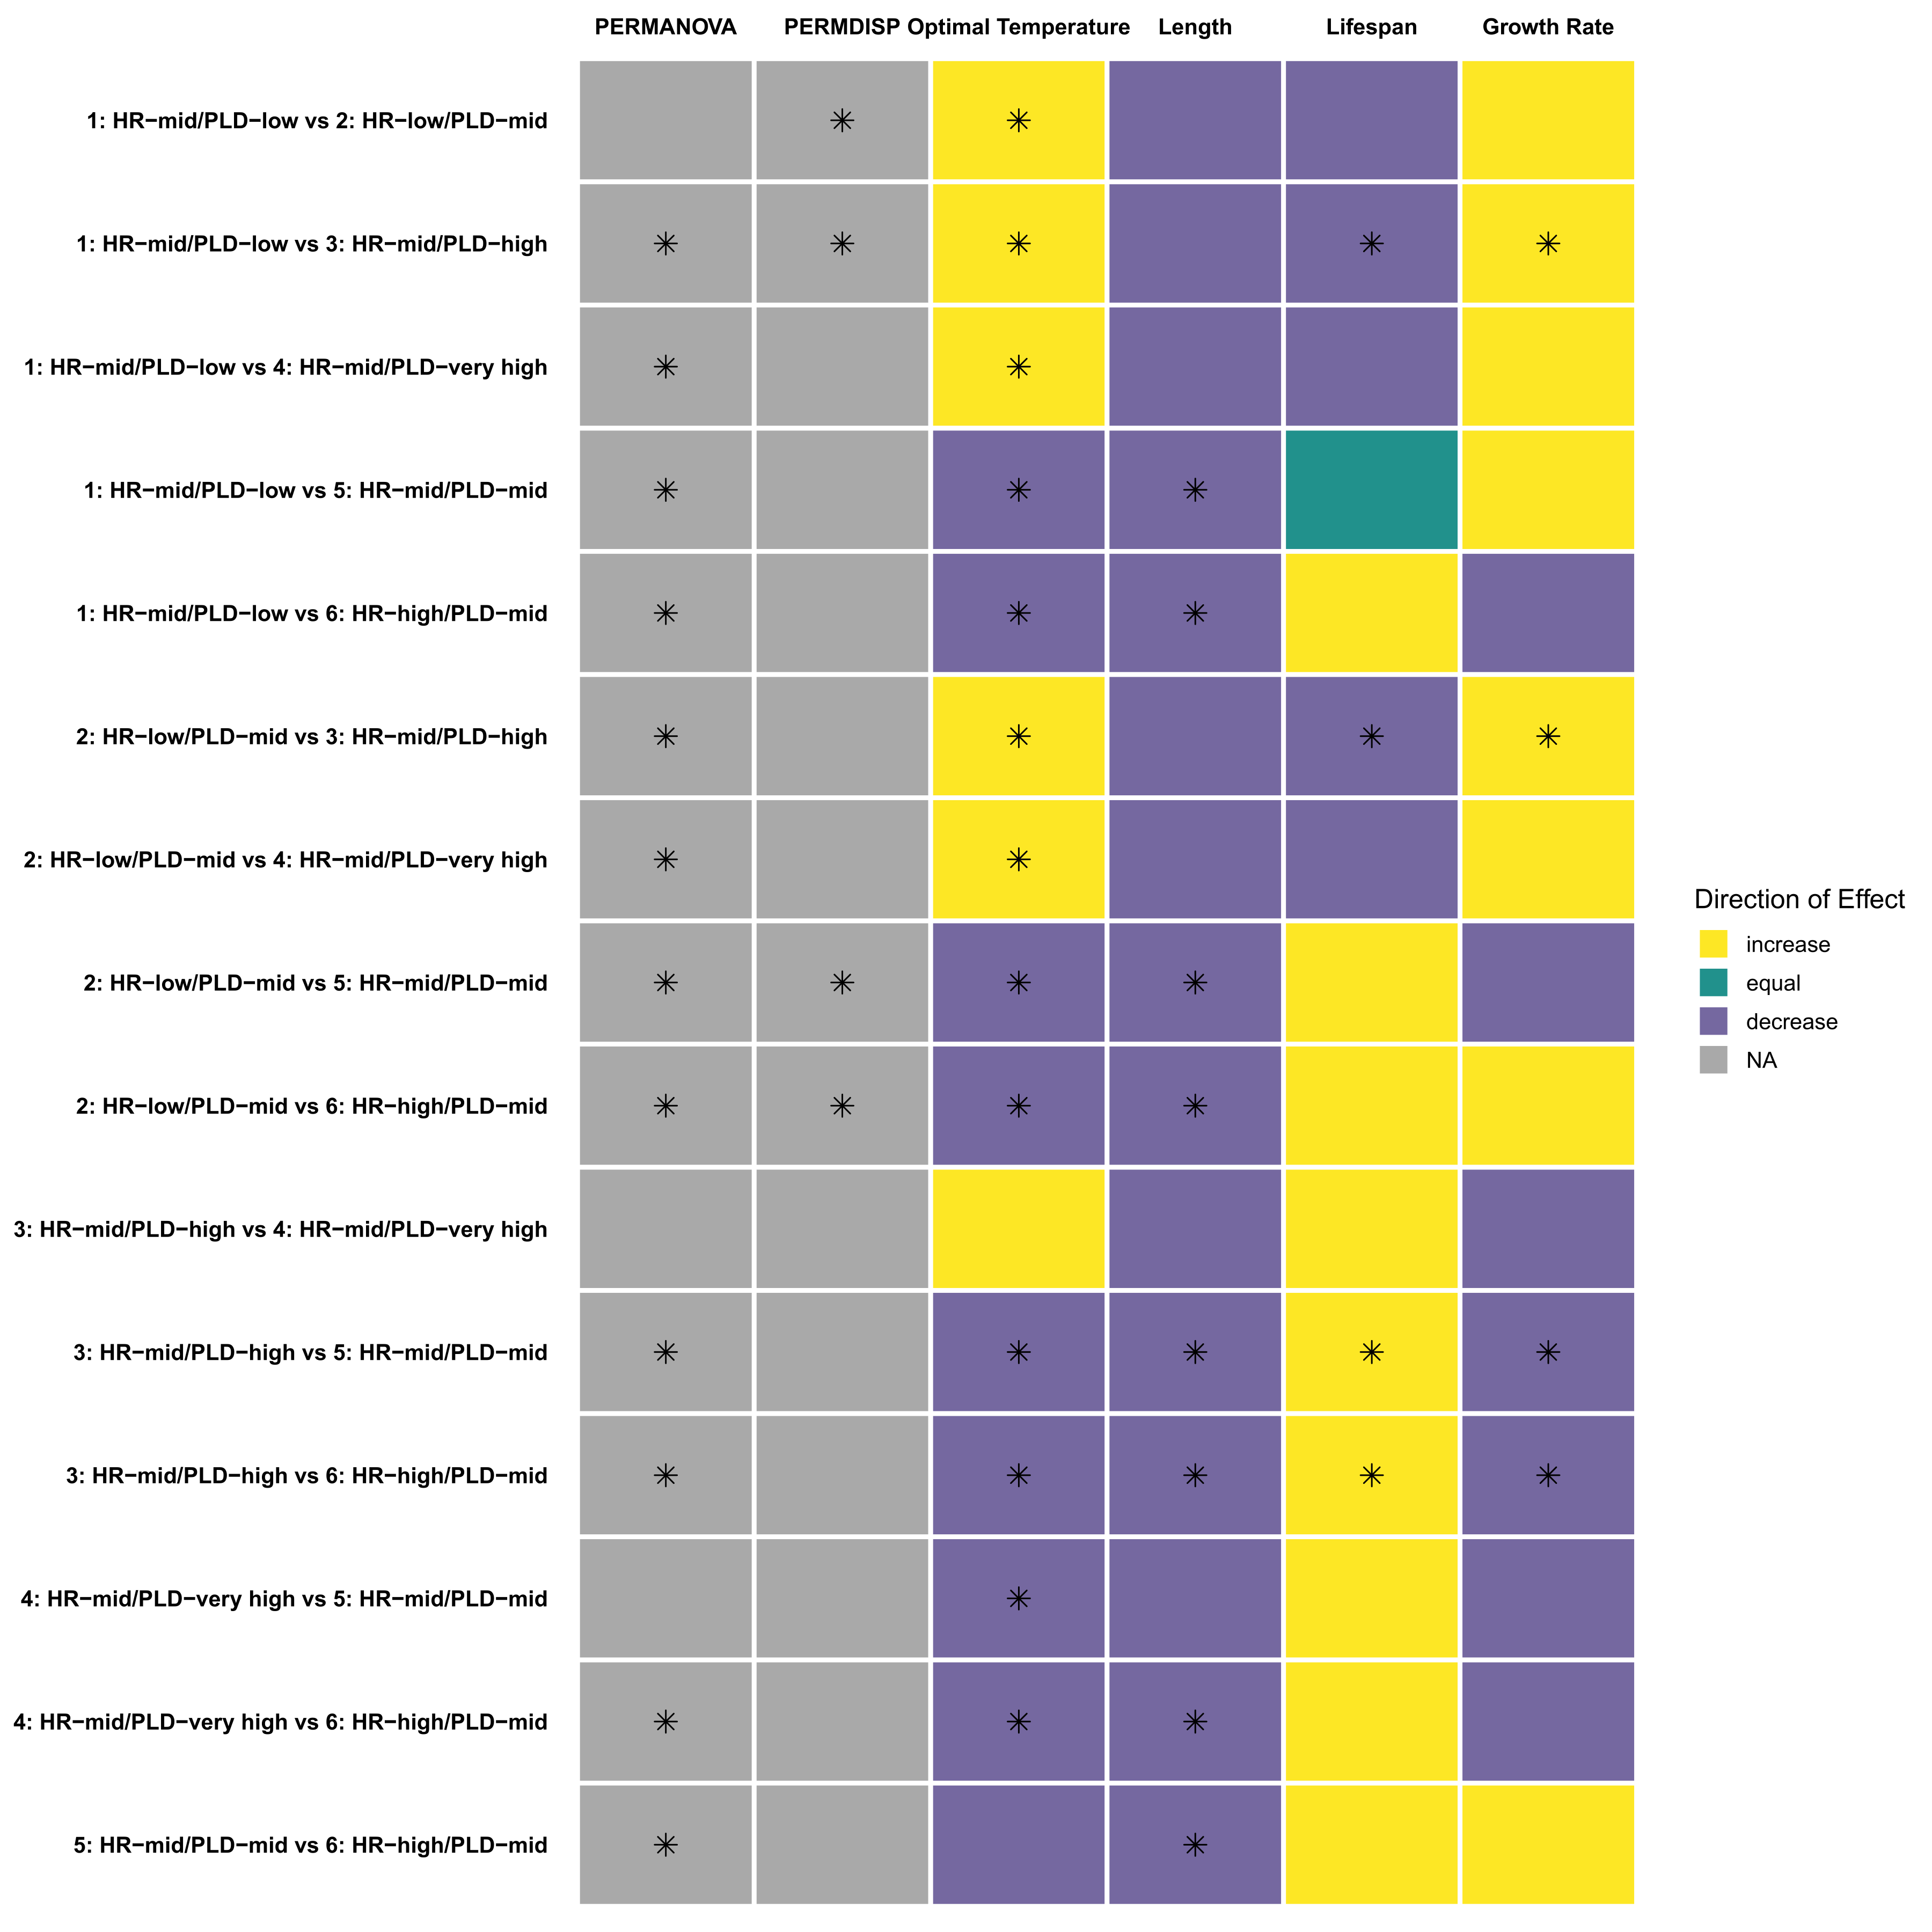 PERMANOVA PERMDISP Optimal Temperature Length Lifespan Growth Rate
1: HR−mid/PLD−low vs 2: HR−low/PLD−mid
1: HR−mid/PLD−low vs 3: HR−mid/PLD−high
1: HR−mid/PLD−low vs 4: HR−mid/PLD−very high
1: HR−mid/PLD−low vs 5: HR−mid/PLD−mid
1: HR−mid/PLD−low vs 6: HR−high/PLD−mid
2: HR−low/PLD−mid vs 3: HR−mid/PLD−high
2: HR−low/PLD−mid vs 4: HR−mid/PLD−very high
2: HR−low/PLD−mid vs 5: HR−mid/PLD−mid
2: HR−low/PLD−mid vs 6: HR−high/PLD−mid
3: HR−mid/PLD−high vs 4: HR−mid/PLD−very high
3: HR−mid/PLD−high vs 5: HR−mid/PLD−mid
3: HR−mid/PLD−high vs 6: HR−high/PLD−mid
4: HR−mid/PLD−very high vs 5: HR−mid/PLD−mid
4: HR−mid/PLD−very high vs 6: HR−high/PLD−mid
5: HR−mid/PLD−mid vs 6: HR−high/PLD−mid
Direction of Effect
increase
equal
decrease
NA